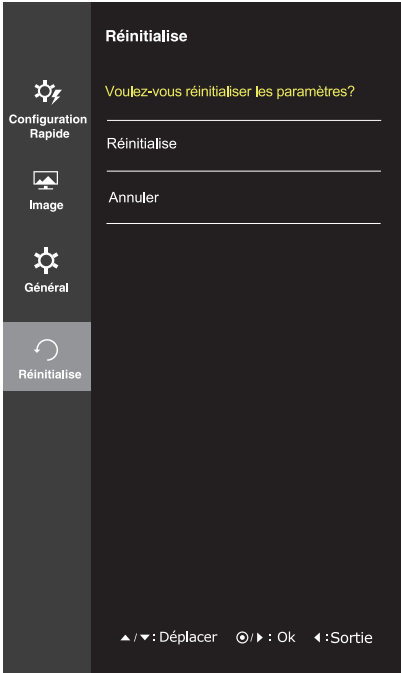 Réinitialise
Voulez-vous réinitialiser les paramètres?
Réinitialise
Annuler
Configuration
Rapide
Image
Général
Réinitialise
▲/▼: Déplacer ◉/▶ : Ok ◀ :Sortie